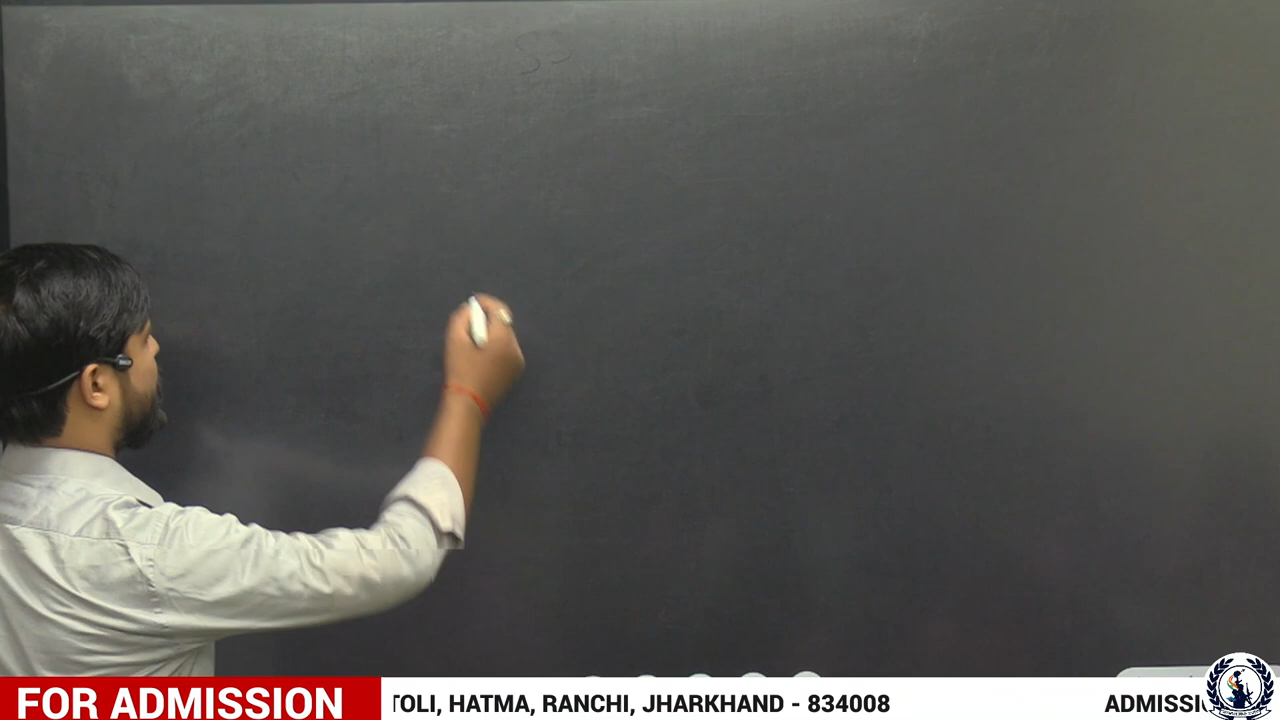 FOR ADMISSION
TOLI, HATMA, RANCHI, JHARKHAND - 834008
ADMISSI